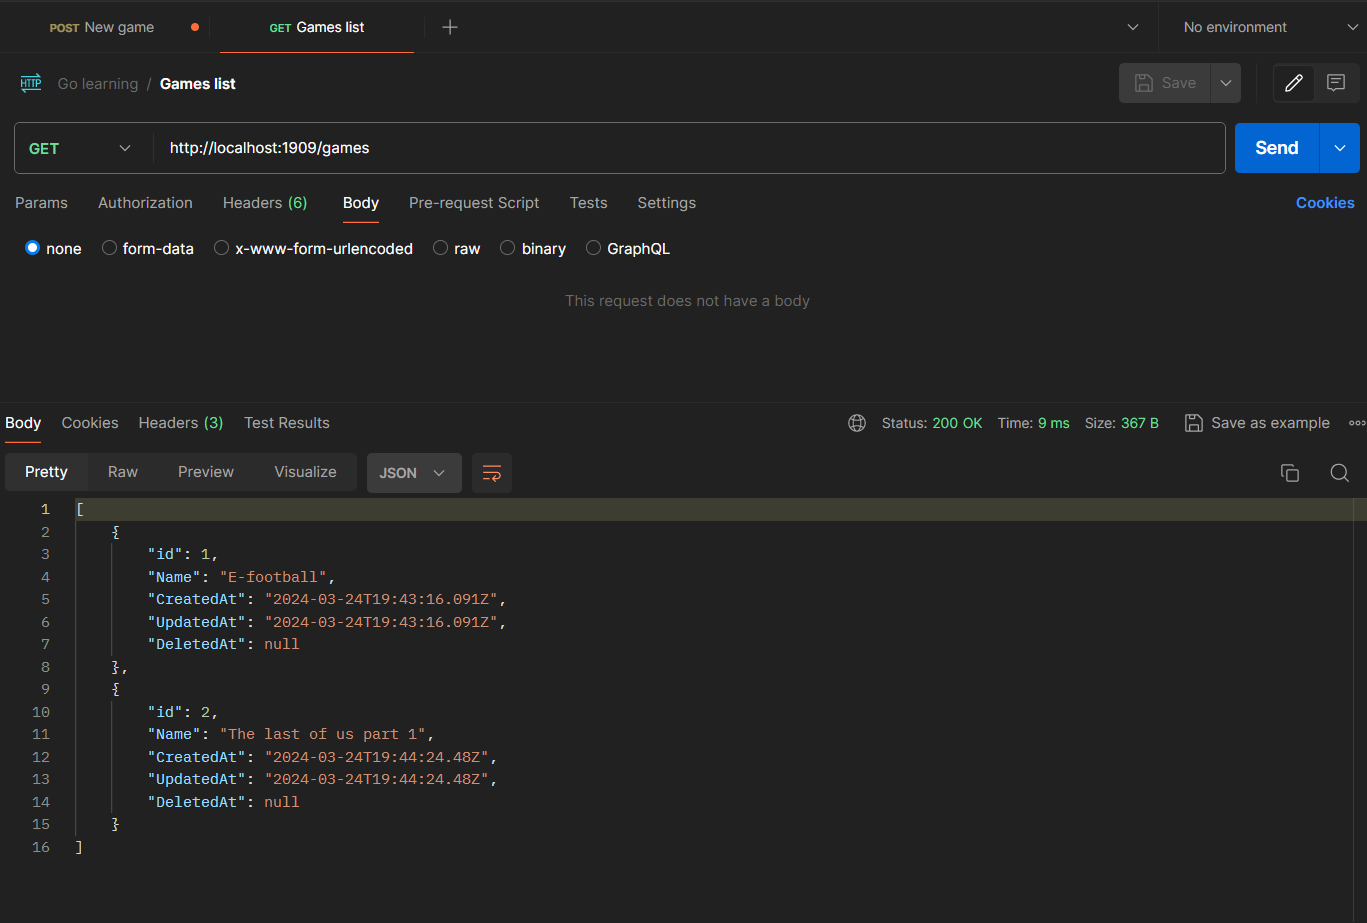 POST New game GET Games list No environment
HTTP Go learning / Games list Save
GET http://localhost:1909/games Send
Params Authorization Headers (6) Body Pre-request Script Tests Settings Cookies
none form-data x-www-form-urlencoded raw binary GraphQL
This request does not have a body
Body Cookies Headers (3) Test Results Status: 200 OK Time: 9 ms Size: 367 B Save as example
Pretty Raw Preview Visualize JSON
1 [
2 {
3 "id": 1,
4 "Name": "E-football",
5 "CreatedAt": "2024-03-24T19:43:16.091Z",
6 "UpdatedAt": "2024-03-24T19:43:16.091Z",
7 "DeletedAt": null
8 },
9 {
10 "id": 2,
11 "Name": "The last of us part 1",
12 "CreatedAt": "2024-03-24T19:44:24.48Z",
13 "UpdatedAt": "2024-03-24T19:44:24.48Z",
14 "DeletedAt": null
15 }
16 ]